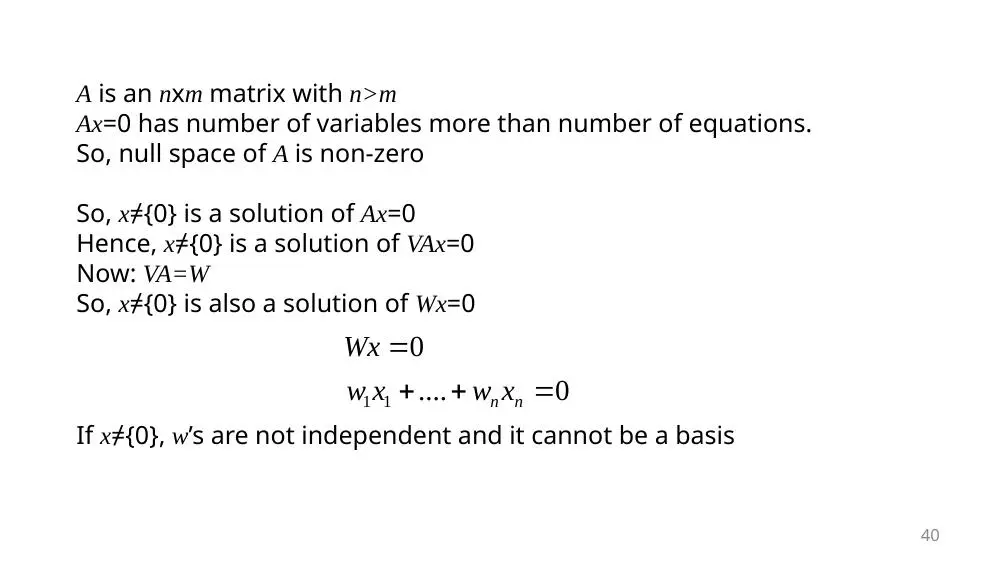 A is an nxm matrix with n>m
Ax=0 has number of variables more than number of equations.
So, null space of A is non-zero
So, x≠{0} is a solution of Ax=0
Hence, x≠{0} is a solution of VAx=0
Now: VA=W
So, x≠{0} is also a solution of Wx=0
Wx =0
w₁x₁ + .... + wₙxₙ =0
If x≠{0}, w’s are not independent and it cannot be a basis
40